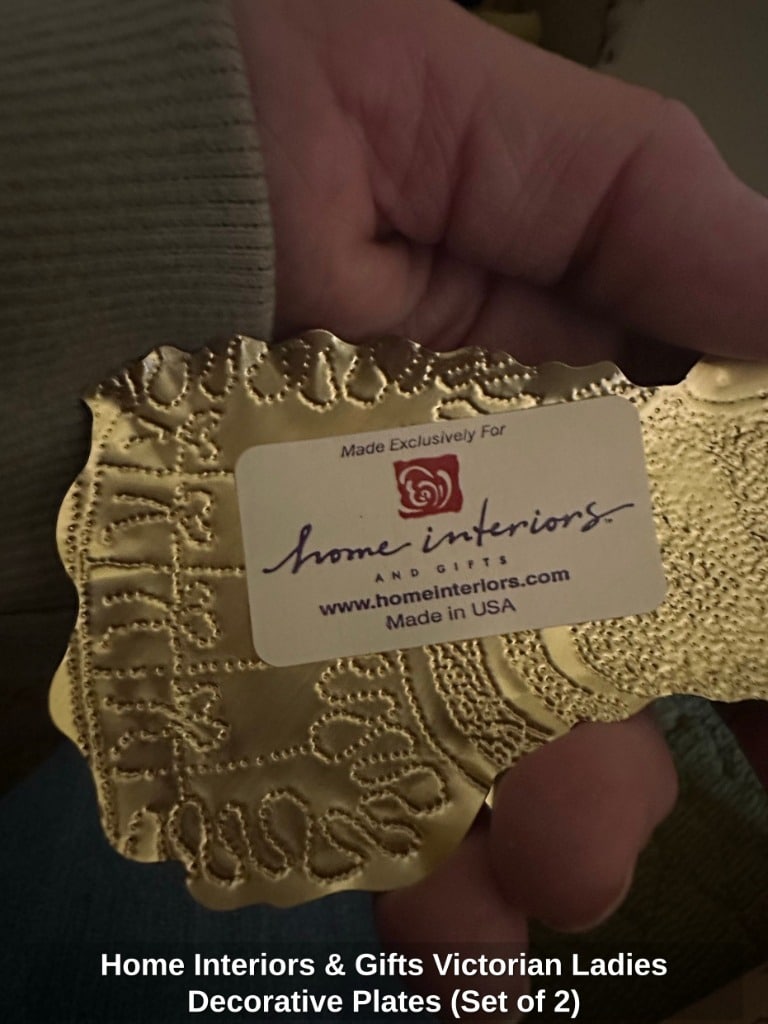 Made Exclusively For
home interiors™
AND GIFTS
www.homeinteriors.com
Made in USA
Home Interiors & Gifts Victorian Ladies
Decorative Plates (Set of 2)